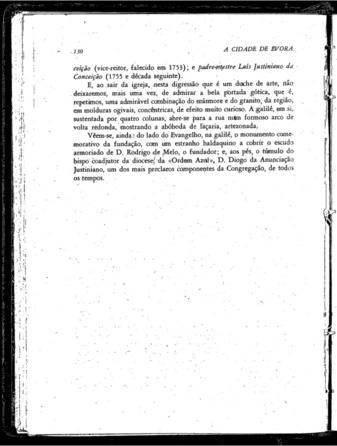 130
A CIDADE DE ÉVORA
ceição (vice-reitor, falecido em 1753); e padre-mestre Luís Justiniano da
Conceição (1755 e década seguinte).
E, ao sair da igreja, nesta digressão que é um duche de arte, não
deixaremos, mais uma vez, de admirar a bela portada gótica, que é,
repetimos, uma admirável combinação do mármore e do granito, da região,
em molduras ogivais, concêntricas, de efeito muito curioso. A galilé, em si,
sustentada por quatro colunas, abre-se para a rua num formoso arco de
volta redonda, mostrando a abóboda de façaria, artezonada.
Vêem-se, ainda: do lado do Evangelho, na galilé, o monumento come-
morativo da fundação, com um estranho baldaquino a cobrir o escudo
armoriado de D. Rodrigo de Melo, o fundador; e, aos pés, o túmulo do
bispo coadjutor da diocese, da «Ordem Azul», D. Diogo da Anunciação
Justiniano, um dos mais preclaros componentes da Congregação, de todos
os tempos.